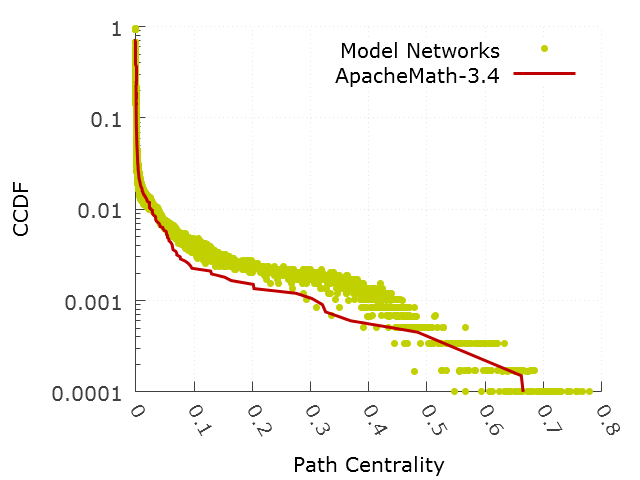 1
0.1
0.01
0.001
0.0001
CCDF
Model Networks
ApacheMath-3.4
0 0.1 0.2 0.3 0.4 0.5 0.6 0.7 0.8
Path Centrality